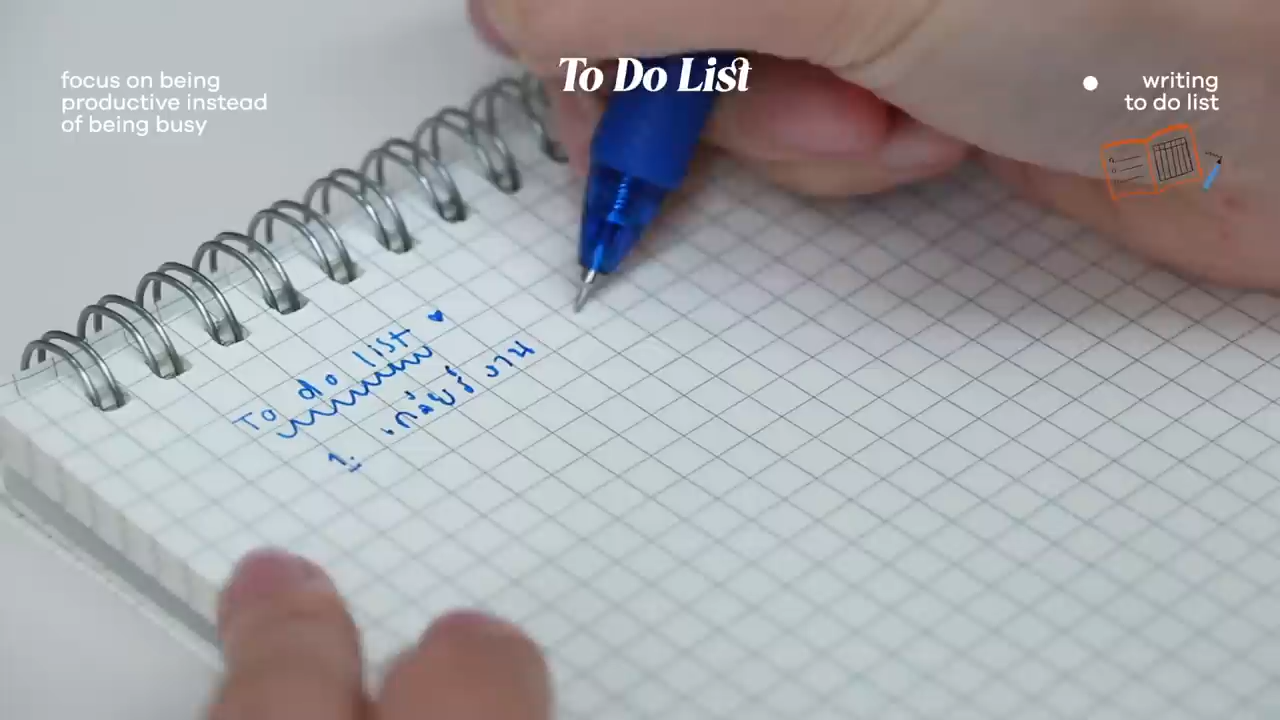 To Do List
focus on being
productive instead
of being busy
writing
to do list
To do list ♥
1. เคลียร์ งาน